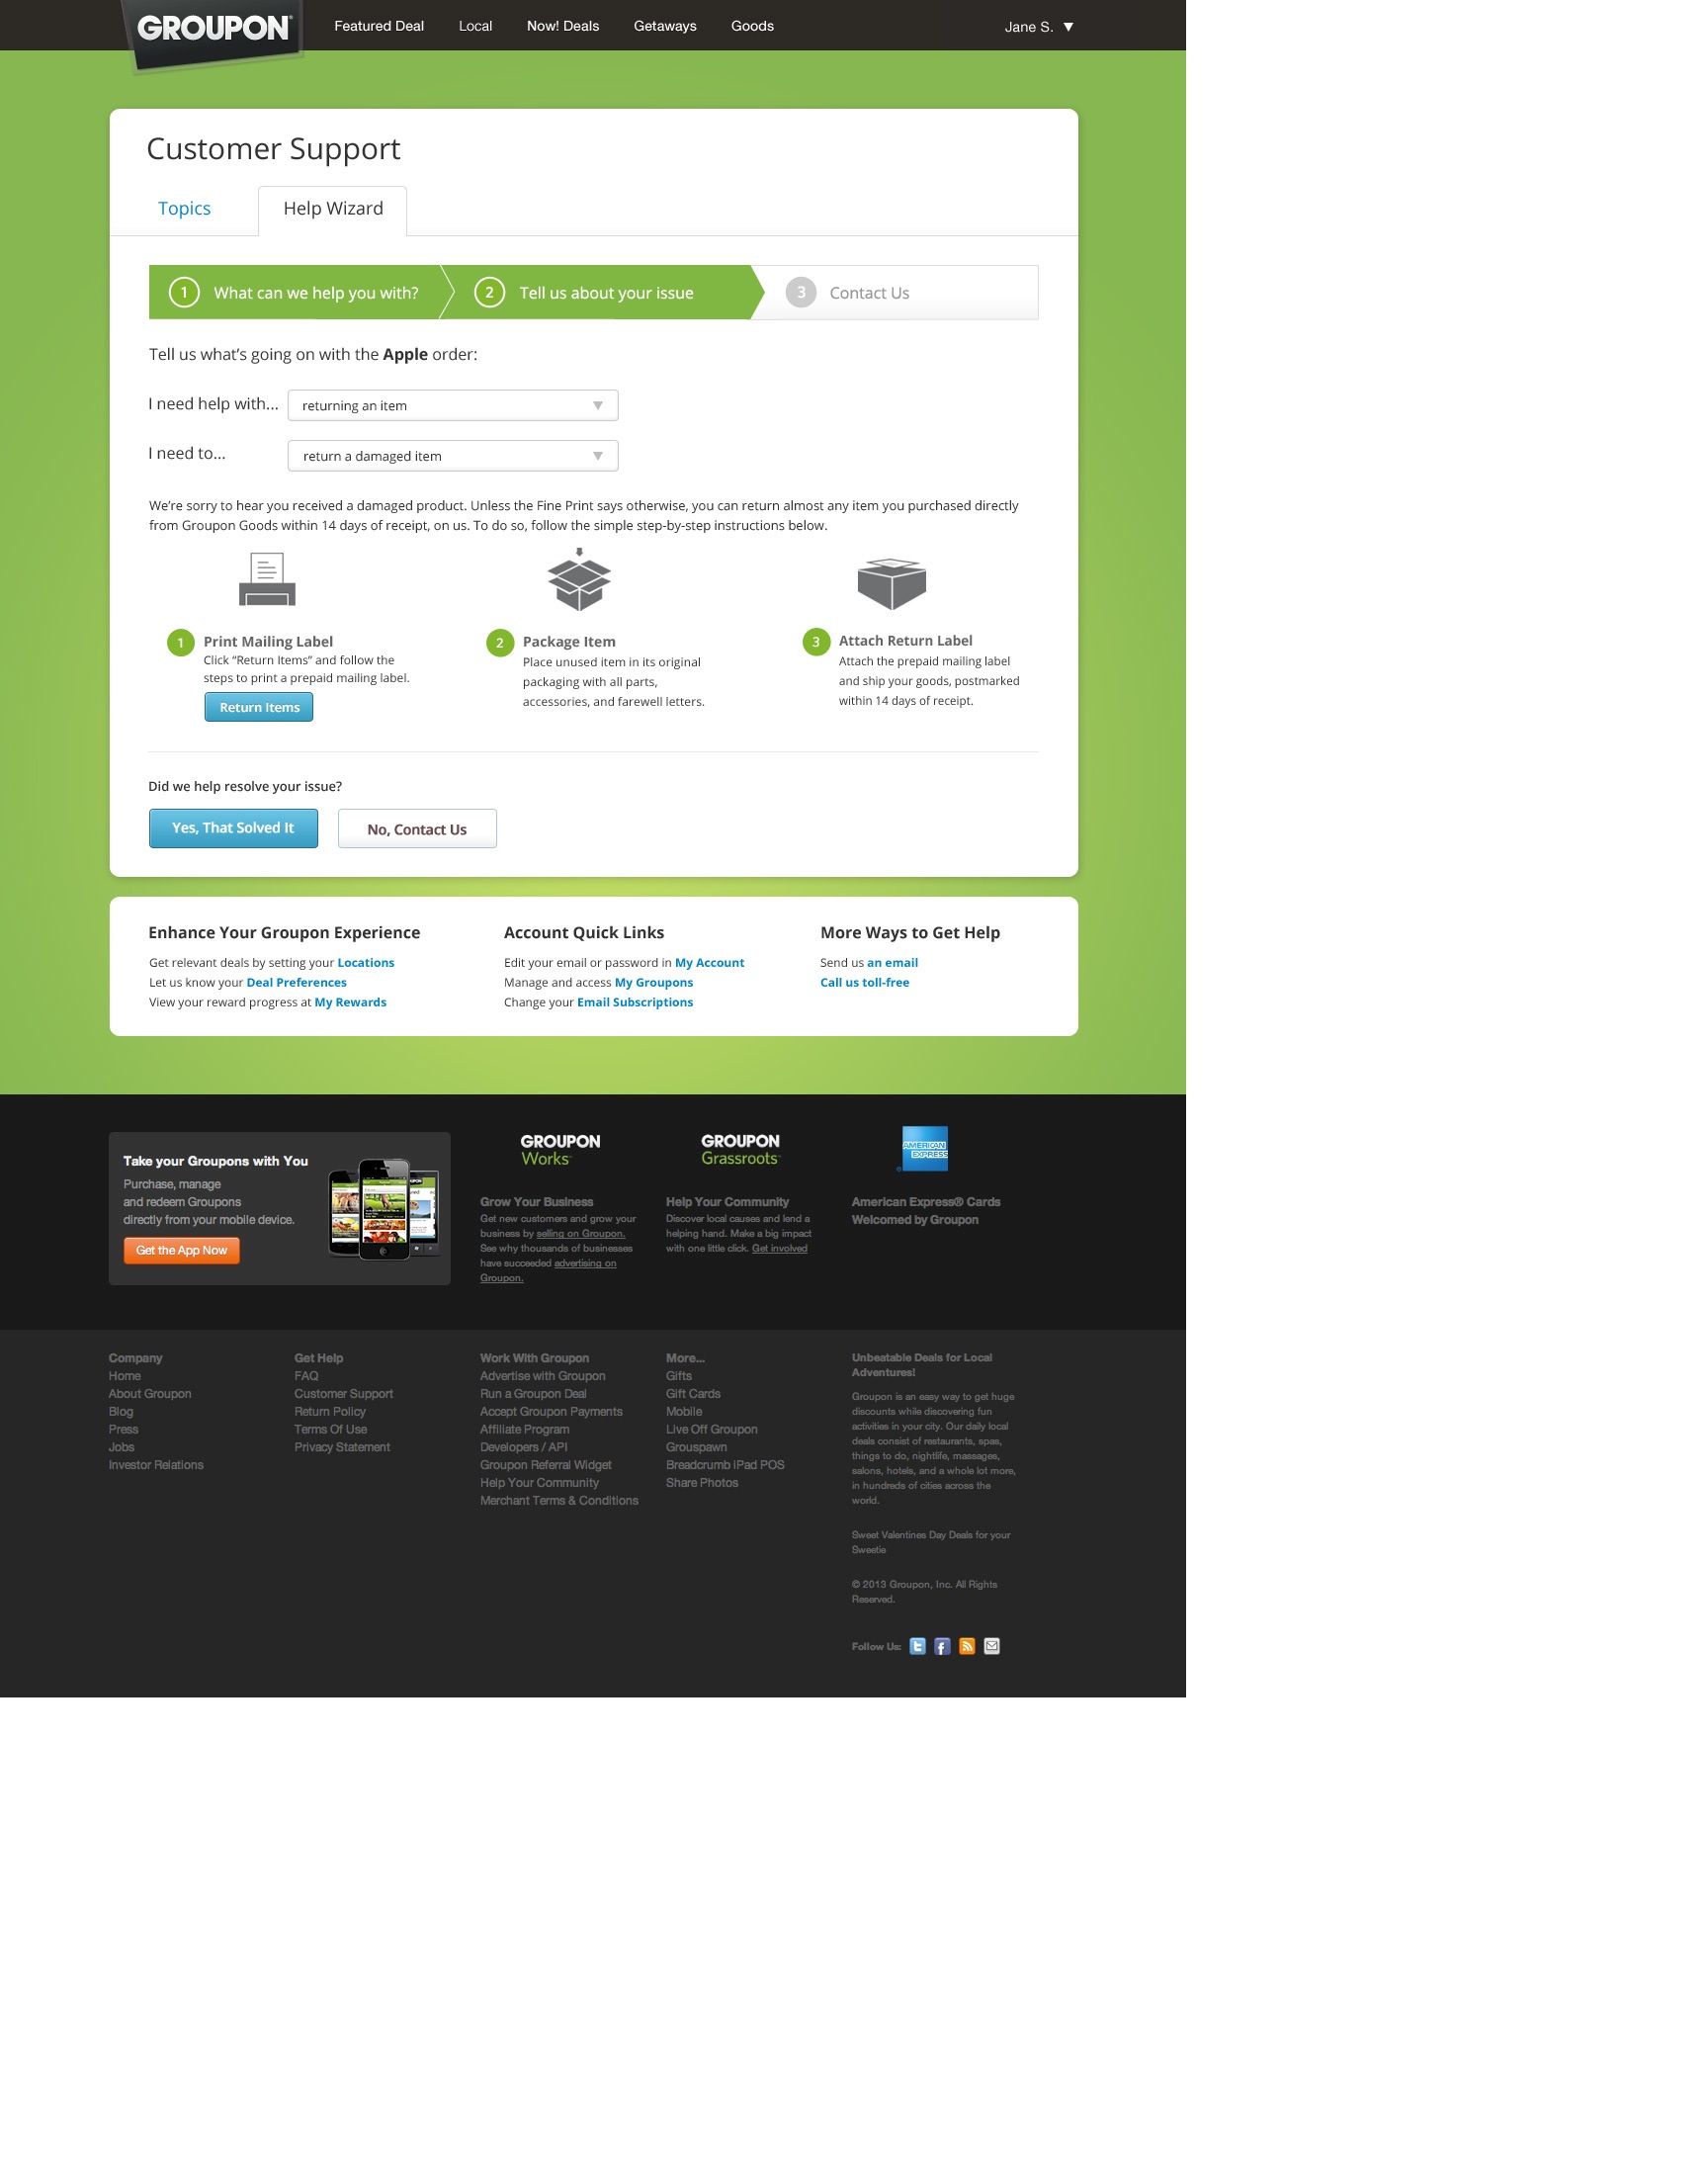 GROUPON
Featured Deal
Local
Now! Deals
Getaways
Goods
Jane S.
Customer Support
Topics
Help Wizard
1 What can we help you with?
2 Tell us about your issue
3 Contact Us
Tell us what's going on with the Apple order:
I need help with...
returning an item
I need to...
return a damaged item
We're sorry to hear you received a damaged product. Unless the Fine Print says otherwise, you can return almost any item you purchased directly
from Groupon Goods within 14 days of receipt, on us. To do so, follow the simple step-by-step instructions below.
1 Print Mailing Label
Click “Return Items” and follow the
steps to print a prepaid mailing label.
Return Items
2 Package Item
Place unused item in its original
packaging with all parts,
accessories, and farewell letters.
3 Attach Return Label
Attach the prepaid mailing label
and ship your goods, postmarked
within 14 days of receipt.
Did we help resolve your issue?
Yes, That Solved It
No, Contact Us
Enhance Your Groupon Experience
Get relevant deals by setting your Locations
Let us know your Deal Preferences
View your reward progress at My Rewards
Account Quick Links
Edit your email or password in My Account
Manage and access My Groupons
Change your Email Subscriptions
More Ways to Get Help
Send us an email
Call us toll-free
Take your Groupons with You
Purchase, manage
and redeem Groupons
directly from your mobile device.
Get the App Now
GROUPON
Works™
Grow Your Business
Get new customers and grow your
business by selling on Groupon.
See why thousands of businesses
have succeeded advertising on
Groupon.
GROUPON
Grassroots™
Help Your Community
Discover local causes and lend a
helping hand. Make a big impact
with one little click. Get involved
AMERICAN
EXPRESS
American Express® Cards
Welcomed by Groupon
Company
Home
About Groupon
Blog
Press
Jobs
Investor Relations
Get Help
FAQ
Customer Support
Return Policy
Terms Of Use
Privacy Statement
Work With Groupon
Advertise with Groupon
Run a Groupon Deal
Accept Groupon Payments
Affiliate Program
Developers / API
Groupon Referral Widget
Help Your Community
Merchant Terms & Conditions
More...
Gifts
Gift Cards
Mobile
Live Off Groupon
Grouspawn
Breadcrumb iPad POS
Share Photos
Unbeatable Deals for Local
Adventures!
Groupon is an easy way to get huge
discounts while discovering fun
activities in your city. Our daily local
deals consist of restaurants, spas,
things to do, nightlife, massages,
salons, hotels, and a whole lot more,
in hundreds of cities across the
world.
Sweet Valentines Day Deals for your
Sweetie
© 2013 Groupon, Inc. All Rights
Reserved.
Follow Us: